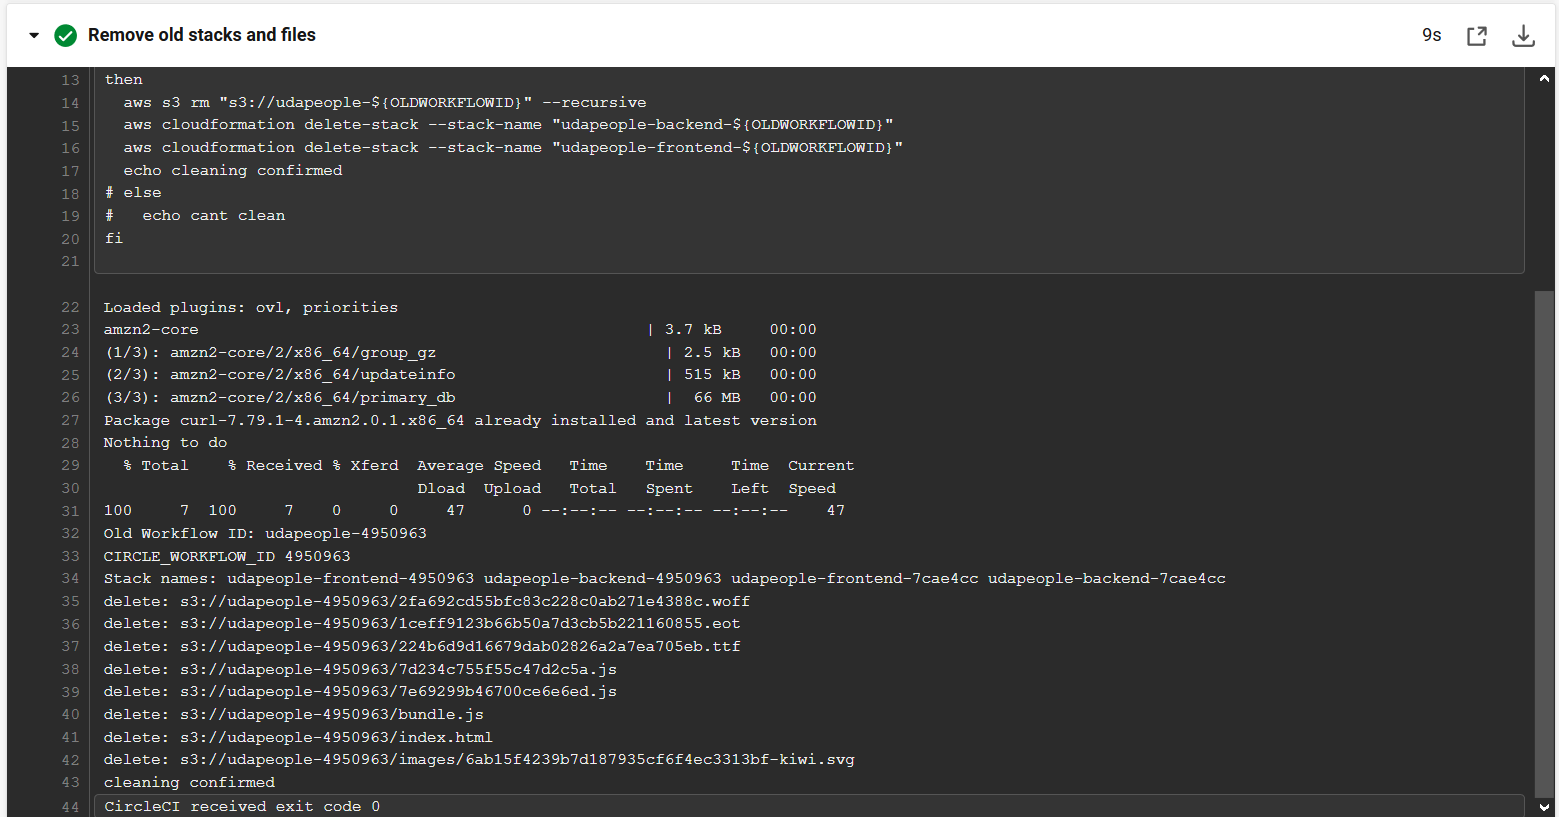 Remove old stacks and files
9s
13 then
14 aws s3 rm "s3://udapeople-${OLDWORKFLOWID}" --recursive
15 aws cloudformation delete-stack --stack-name "udapeople-backend-${OLDWORKFLOWID}"
16 aws cloudformation delete-stack --stack-name "udapeople-frontend-${OLDWORKFLOWID}"
17 echo cleaning confirmed
18 # else
19 #   echo cant clean
20 fi
21
22 Loaded plugins: ovl, priorities
23 amzn2-core | 3.7 kB 00:00
24 (1/3): amzn2-core/2/x86_64/group_gz | 2.5 kB 00:00
25 (2/3): amzn2-core/2/x86_64/updateinfo | 515 kB 00:00
26 (3/3): amzn2-core/2/x86_64/primary_db | 66 MB 00:00
27 Package curl-7.79.1-4.amzn2.0.1.x86_64 already installed and latest version
28 Nothing to do
29 % Total % Received % Xferd Average Speed Time Time Time Current
30 Dload Upload Total Spent Left Speed
31 100 7 100 7 0 0 47 0 --:--:-- --:--:-- --:--:-- 47
32 Old Workflow ID: udapeople-4950963
33 CIRCLE_WORKFLOW_ID 4950963
34 Stack names: udapeople-frontend-4950963 udapeople-backend-4950963 udapeople-frontend-7cae4cc udapeople-backend-7cae4cc
35 delete: s3://udapeople-4950963/2fa692cd55bfc83c228c0ab271e4388c.woff
36 delete: s3://udapeople-4950963/1ceff9123b66b50a7d3cb5b221160855.eot
37 delete: s3://udapeople-4950963/224b6d9d16679dab02826a2a7ea705eb.ttf
38 delete: s3://udapeople-4950963/7d234c755f55c47d2c5a.js
39 delete: s3://udapeople-4950963/7e69299b46700ce6e6ed.js
40 delete: s3://udapeople-4950963/bundle.js
41 delete: s3://udapeople-4950963/index.html
42 delete: s3://udapeople-4950963/images/6ab15f4239b7d187935cf6f4ec3313bf-kiwi.svg
43 cleaning confirmed
44 CircleCI received exit code 0